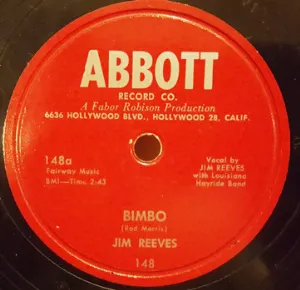 ABBOTT
RECORD CO.
A Fabor Robison Production
6636 HOLLYWOOD BLVD., HOLLYWOOD 28, CALIF.
148a
Fairway Music
BMI—Time 2:43
Vocal by
JIM REEVES
with Louisiana
Hayride Band
BIMBO
(Rod Morris)
JIM REEVES
148